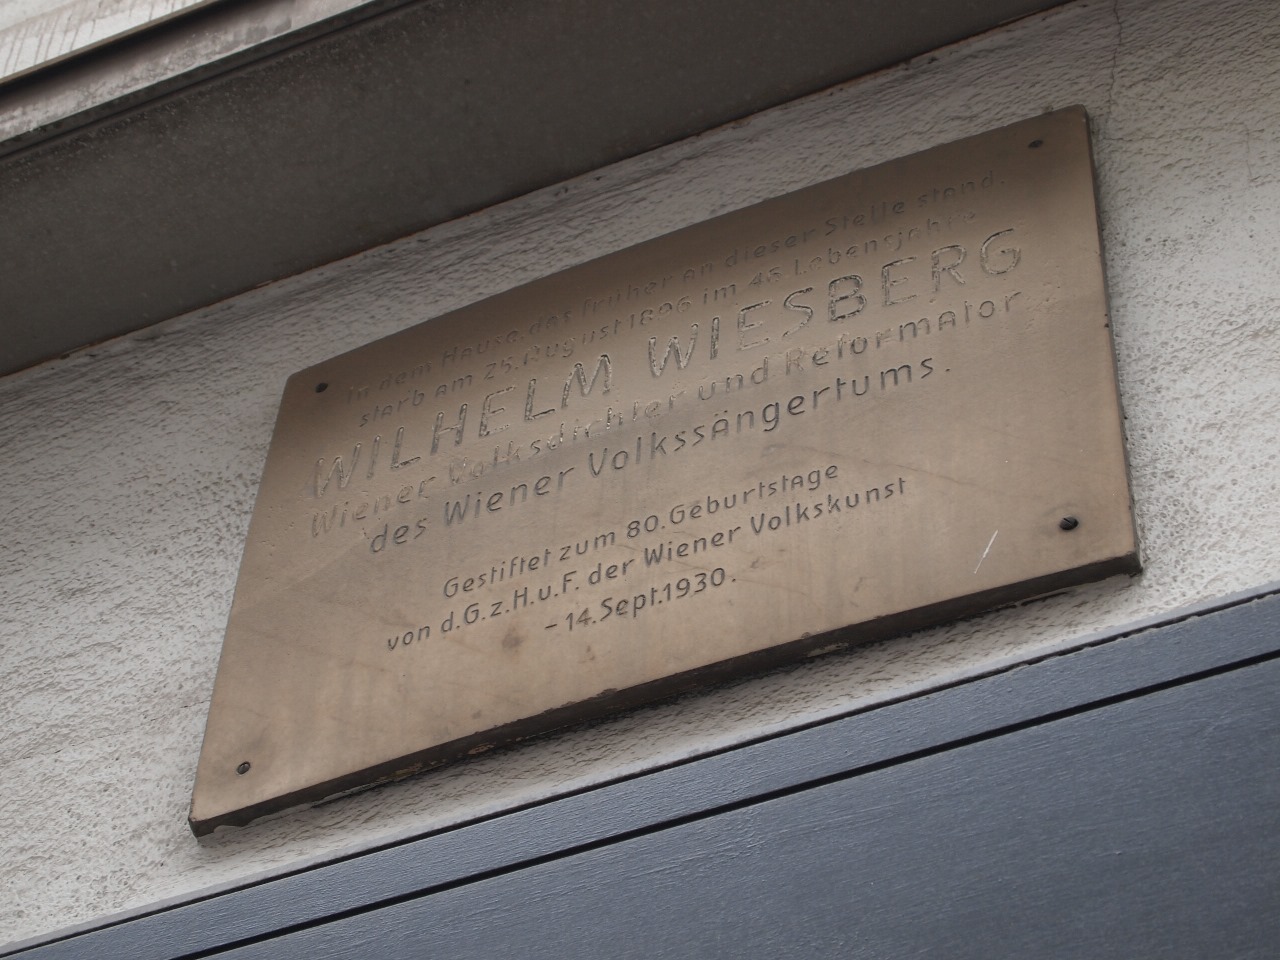 In dem Hause, das früher an dieser Stelle stand,
starb am 25. August 1896 im 46. Lebensjahre
WILHELM WIESBERG
Wiener Volksdichter und Reformator
des Wiener Volkssängertums.
Gestiftet zum 80. Geburtstage
von d.G.z.H.u.F. der Wiener Volkskunst
– 14. Sept. 1930.